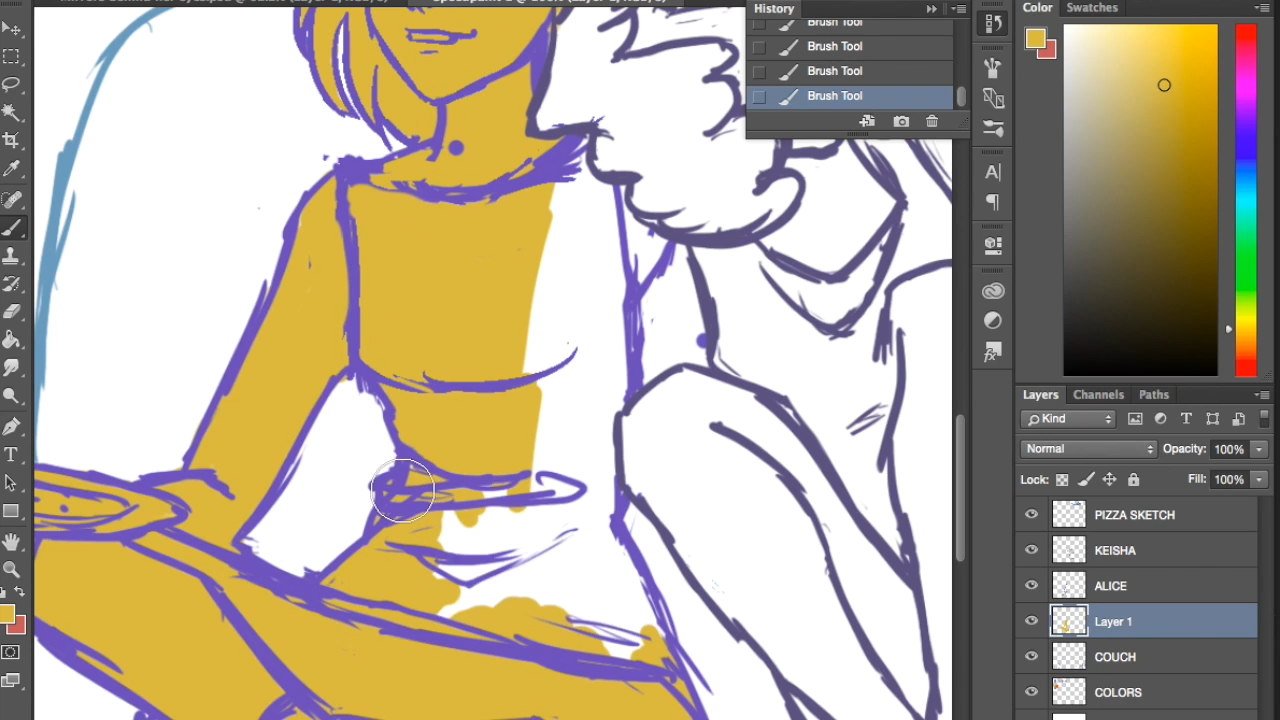 History
Brush Tool
Brush Tool
Brush Tool
Brush Tool
Color Swatches
Layers Channels Paths
Kind
Normal Opacity: 100%
Lock: Fill: 100%
PIZZA SKETCH
KEISHA
ALICE
Layer 1
COUCH
COLORS